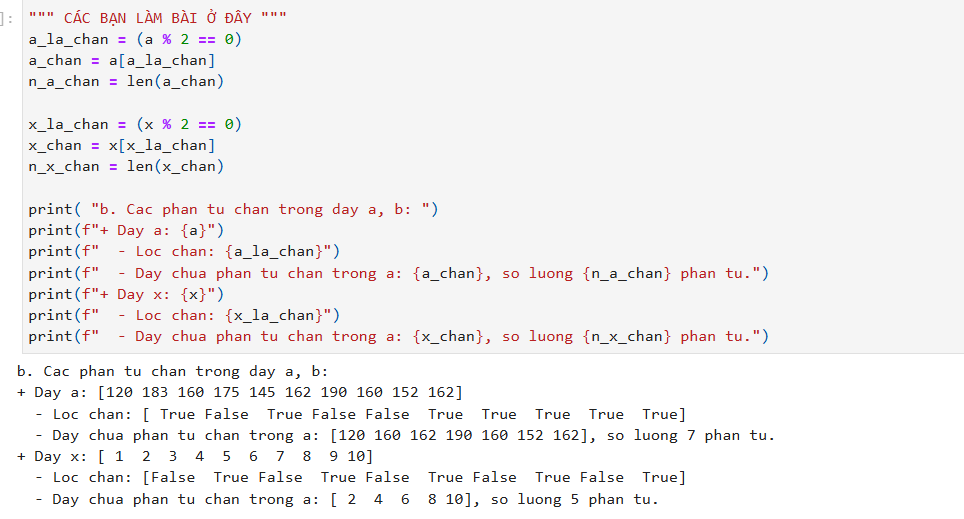 ]:
""" CÁC BẠN LÀM BÀI Ở ĐÂY """
a_la_chan = (a % 2 == 0)
a_chan = a[a_la_chan]
n_a_chan = len(a_chan)
x_la_chan = (x % 2 == 0)
x_chan = x[x_la_chan]
n_x_chan = len(x_chan)
print( "b. Cac phan tu chan trong day a, b: ")
print(f"+ Day a: {a}")
print(f"  - Loc chan: {a_la_chan}")
print(f"  - Day chua phan tu chan trong a: {a_chan}, so luong {n_a_chan} phan tu.")
print(f"+ Day x: {x}")
print(f"  - Loc chan: {x_la_chan}")
print(f"  - Day chua phan tu chan trong a: {x_chan}, so luong {n_x_chan} phan tu.")
b. Cac phan tu chan trong day a, b:
+ Day a: [120 183 160 175 145 162 190 160 152 162]
  - Loc chan: [ True False  True False False  True  True  True  True  True]
  - Day chua phan tu chan trong a: [120 160 162 190 160 152 162], so luong 7 phan tu.
+ Day x: [ 1  2  3  4  5  6  7  8  9 10]
  - Loc chan: [False  True False  True False  True False  True False  True]
  - Day chua phan tu chan trong a: [ 2  4  6  8 10], so luong 5 phan tu.